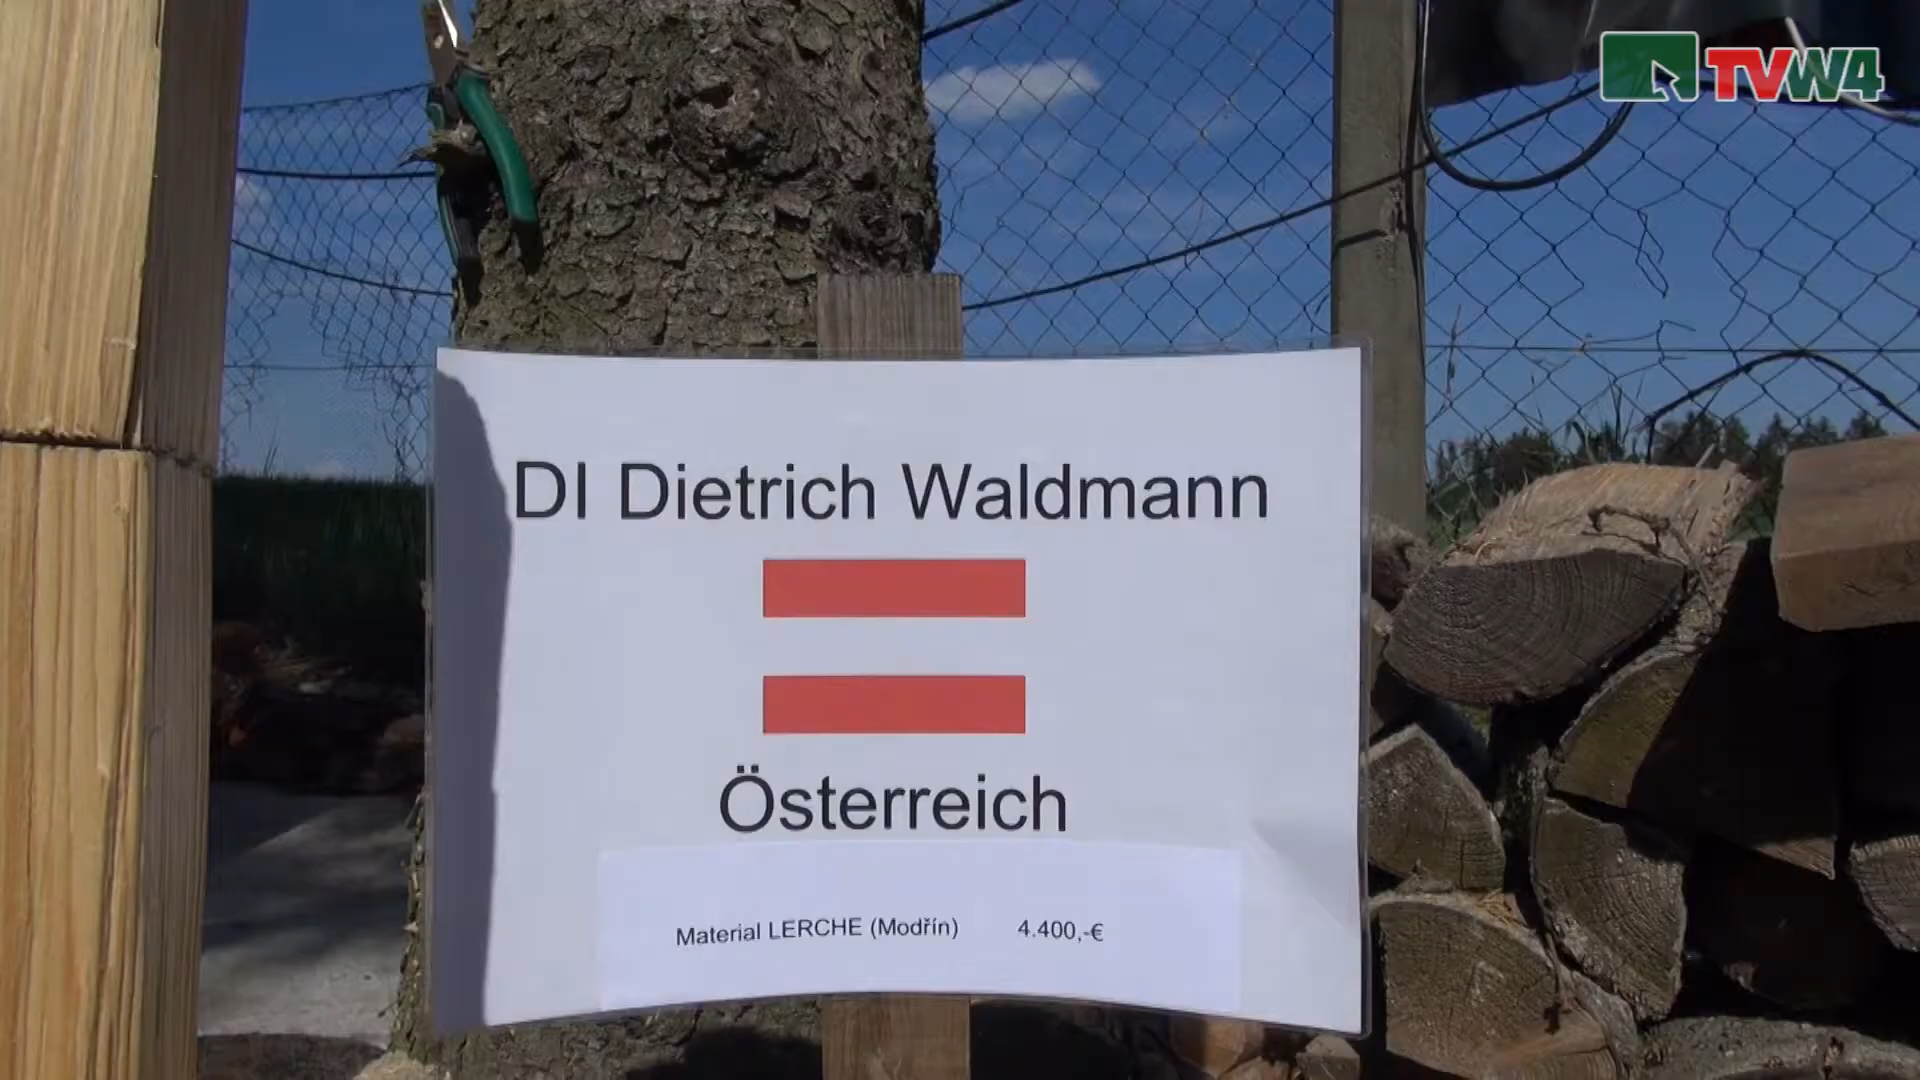 TVW4
DI Dietrich Waldmann
Österreich
Material LERCHE (Modřín) 4.400,-€